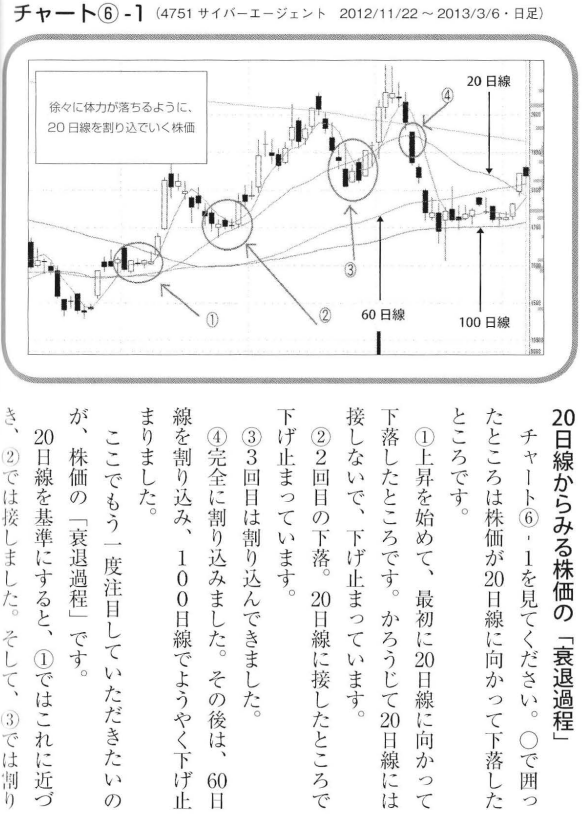 チャート⑥-1(4751 サイバーエージェント 2012/11/22～2013/3/6・日足)
徐々に体力が落ちるように、
20日線を割り込でいく株価
④
20日線
③
①
②
60日線
100日線
20日線からみる株価の「衰退過程」
チャート⑥-1を見てください。○で囲っ
たところは株価が20日線に向かって下落した
ところです。
①上昇を始めて、最初に20日線に向かって
下落したところです。かろうじて20日線には
接しないで、下げ止まっています。
②２回目の下落。20日線に接したところで
下げ止まっています。
③３回目は割り込んできました。
④完全に割り込みました。その後は、60日
線を割り込み、１００日線でようやく下げ止
まりました。
ここでもう一度注目していただきたいの
が、株価の「衰退過程」です。
20日線を基準にすると、①ではこれに近づ
き、②では接しました。そして、③では割り